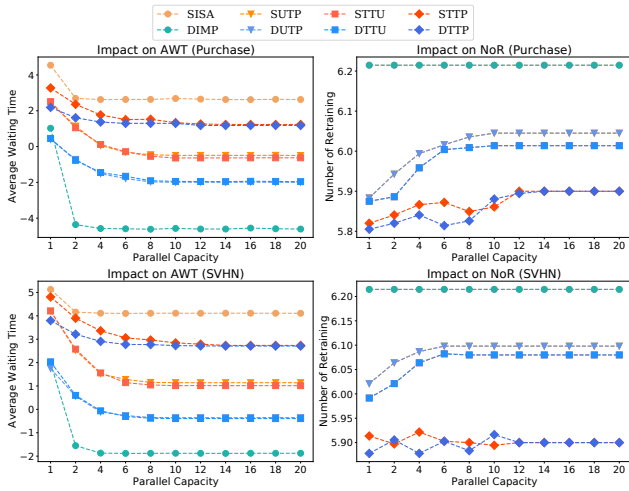 SISA SUTP STTU STTP
DIMP DUTP DTTU DTTP
Impact on AWT (Purchase)
Average Waiting Time
4
2
0
−2
−4
1 2 4 6 8 10 12 14 16 18 20
Parallel Capacity
Impact on NoR (Purchase)
Number of Retraining
6.2
6.1
6.0
5.9
5.8
1 2 4 6 8 10 12 14 16 18 20
Parallel Capacity
Impact on AWT (SVHN)
Average Waiting Time
5
4
3
2
1
0
−1
−2
1 2 4 6 8 10 12 14 16 18 20
Parallel Capacity
Impact on NoR (SVHN)
Number of Retraining
6.20
6.15
6.10
6.05
6.00
5.95
5.90
1 2 4 6 8 10 12 14 16 18 20
Parallel Capacity